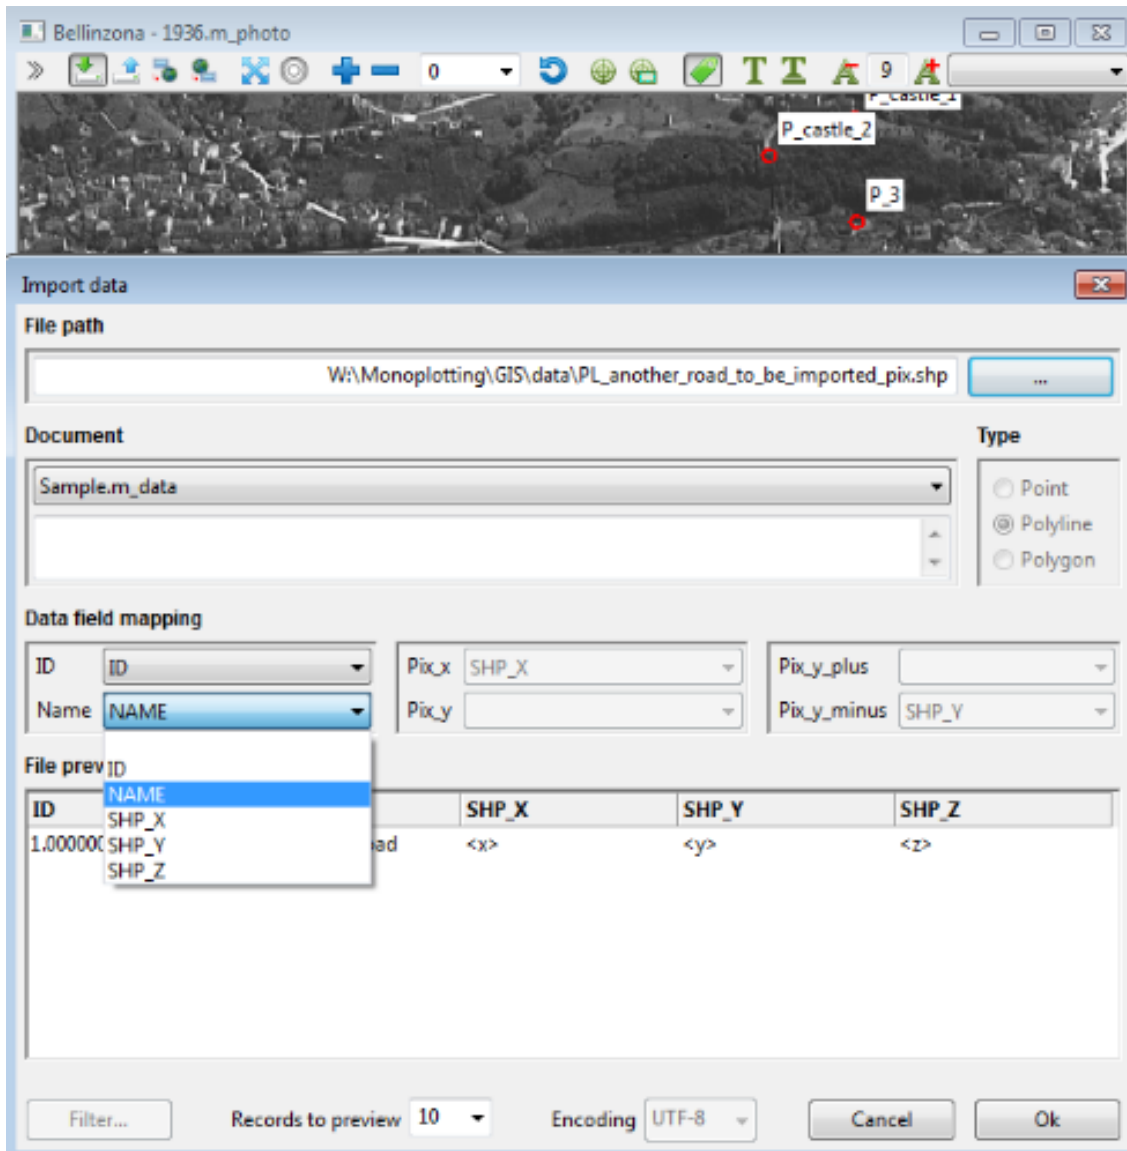 Bellinzona - 1936.m_photo
0 T T A 9 A
P_castle_1
P_castle_2
P_3
Import data
File path
W:\Monoplotting\GIS\data\PL_another_road_to_be_imported_pix.shp ...
Document Type
Sample.m_data Point
Polyline
Polygon
Data field mapping
ID ID Pix_x SHP_X Pix_y_plus
Name NAME Pix_y Pix_y_minus SHP_Y
File prev
ID
NAME
SHP_X
SHP_Y
SHP_Z
ID SHP_X SHP_Y SHP_Z
1.000000 <x> <y> <z>
Filter... Records to preview 10 Encoding UTF-8 Cancel Ok